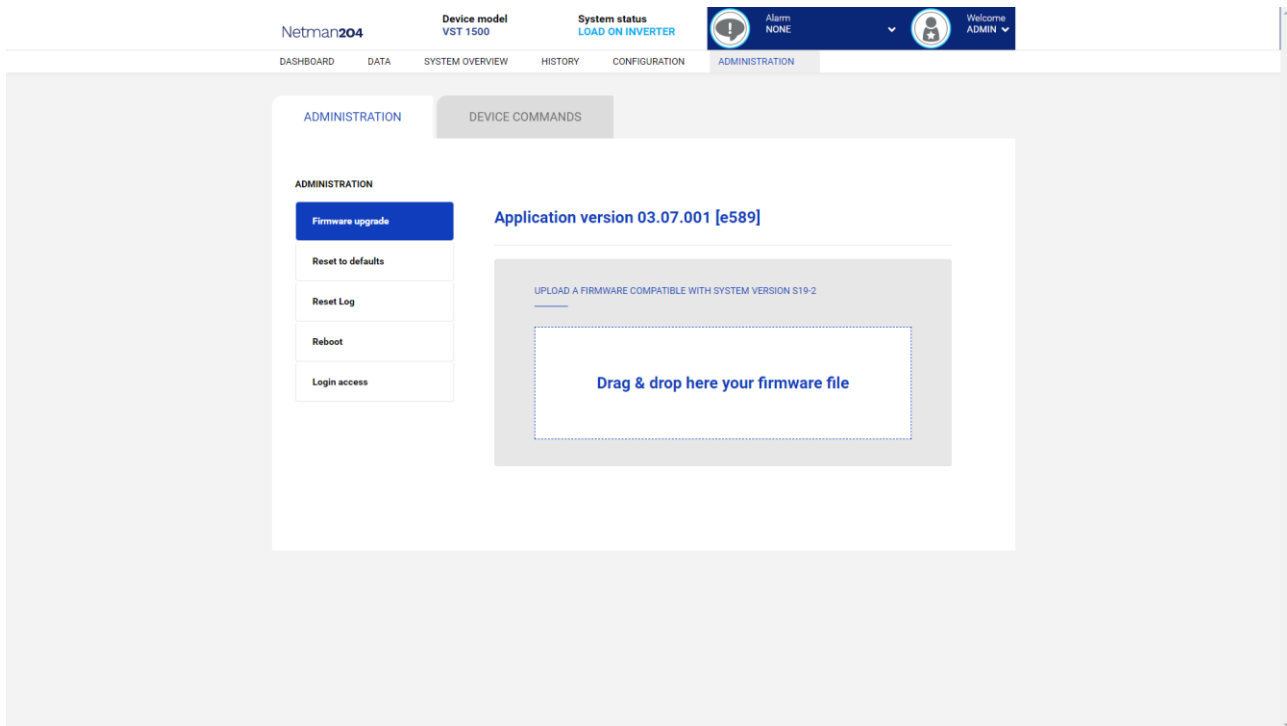 Netman204
Device model
VST 1500
System status
LOAD ON INVERTER
Alarm
NONE
Welcome
ADMIN
DASHBOARD DATA SYSTEM OVERVIEW HISTORY CONFIGURATION ADMINISTRATION
ADMINISTRATION DEVICE COMMANDS
ADMINISTRATION
Firmware upgrade
Reset to defaults
Reset Log
Reboot
Login access
Application version 03.07.001 [e589]
UPLOAD A FIRMWARE COMPATIBLE WITH SYSTEM VERSION S19-2
Drag & drop here your firmware file